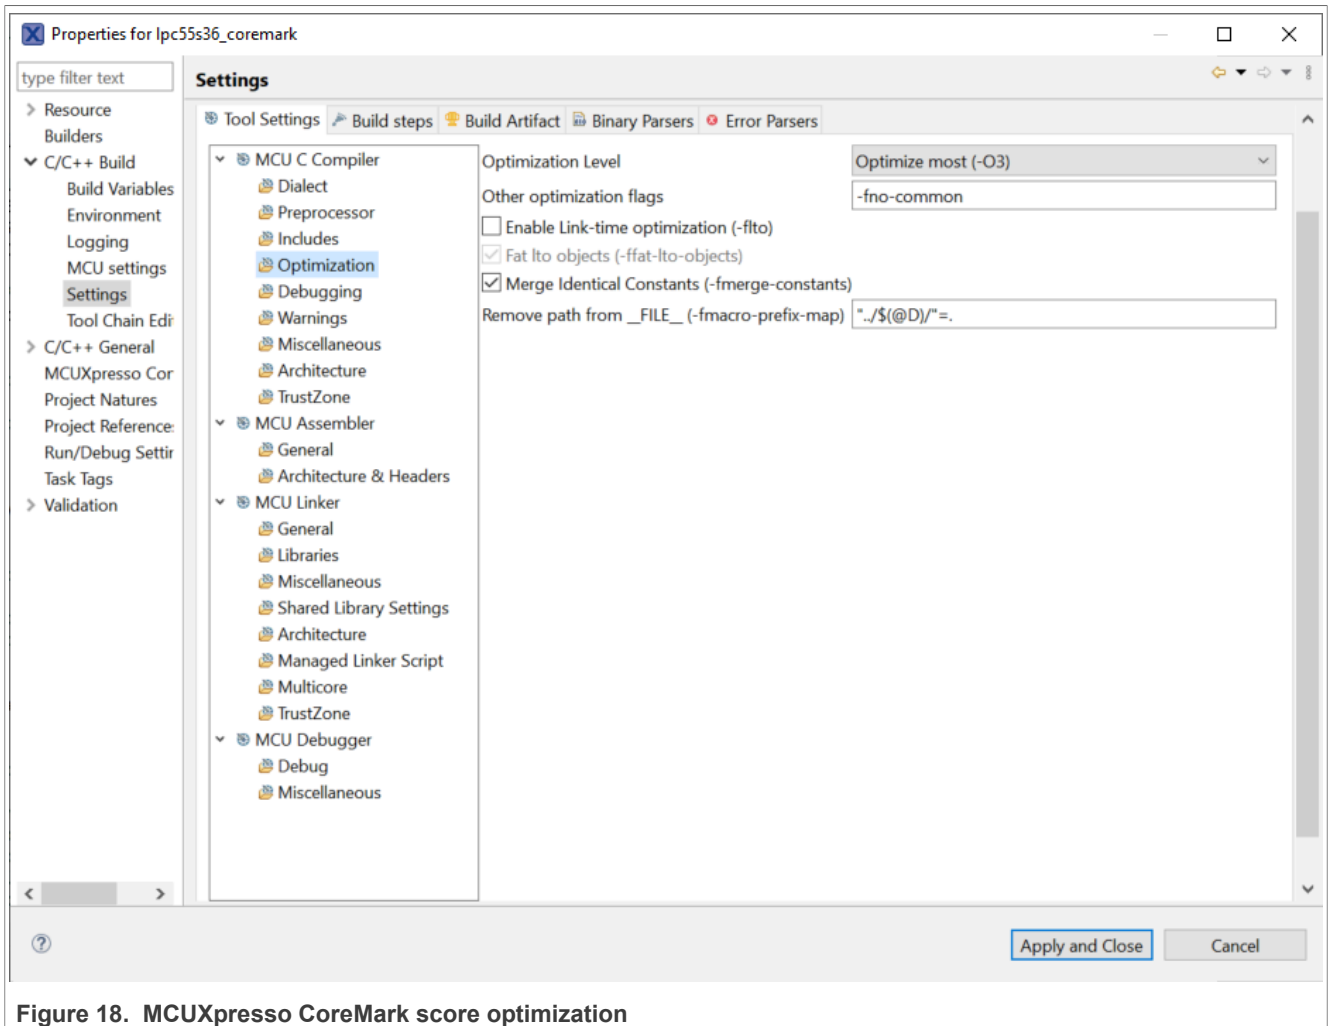 Properties for lpc55s36_coremark
type filter text
Settings
Resource
Builders
C/C++ Build
Build Variables
Environment
Logging
MCU settings
Settings
Tool Chain Edi
C/C++ General
MCUXpresso Cor
Project Natures
Project Reference
Run/Debug Settir
Task Tags
Validation
Tool Settings
Build steps
Build Artifact
Binary Parsers
Error Parsers
MCU C Compiler
Dialect
Preprocessor
Includes
Optimization
Debugging
Warnings
Miscellaneous
Architecture
TrustZone
MCU Assembler
General
Architecture & Headers
MCU Linker
General
Libraries
Miscellaneous
Shared Library Settings
Architecture
Managed Linker Script
Multicore
TrustZone
MCU Debugger
Debug
Miscellaneous
Optimization Level Optimize most (-O3)
Other optimization flags -fno-common
Enable Link-time optimization (-flto)
Fat lto objects (-ffat-lto-objects)
Merge Identical Constants (-fmerge-constants)
Remove path from __FILE__ (-fmacro-prefix-map) "../$(@D)/"=.
Apply and Close
Cancel
Figure 18. MCUXpresso CoreMark score optimization